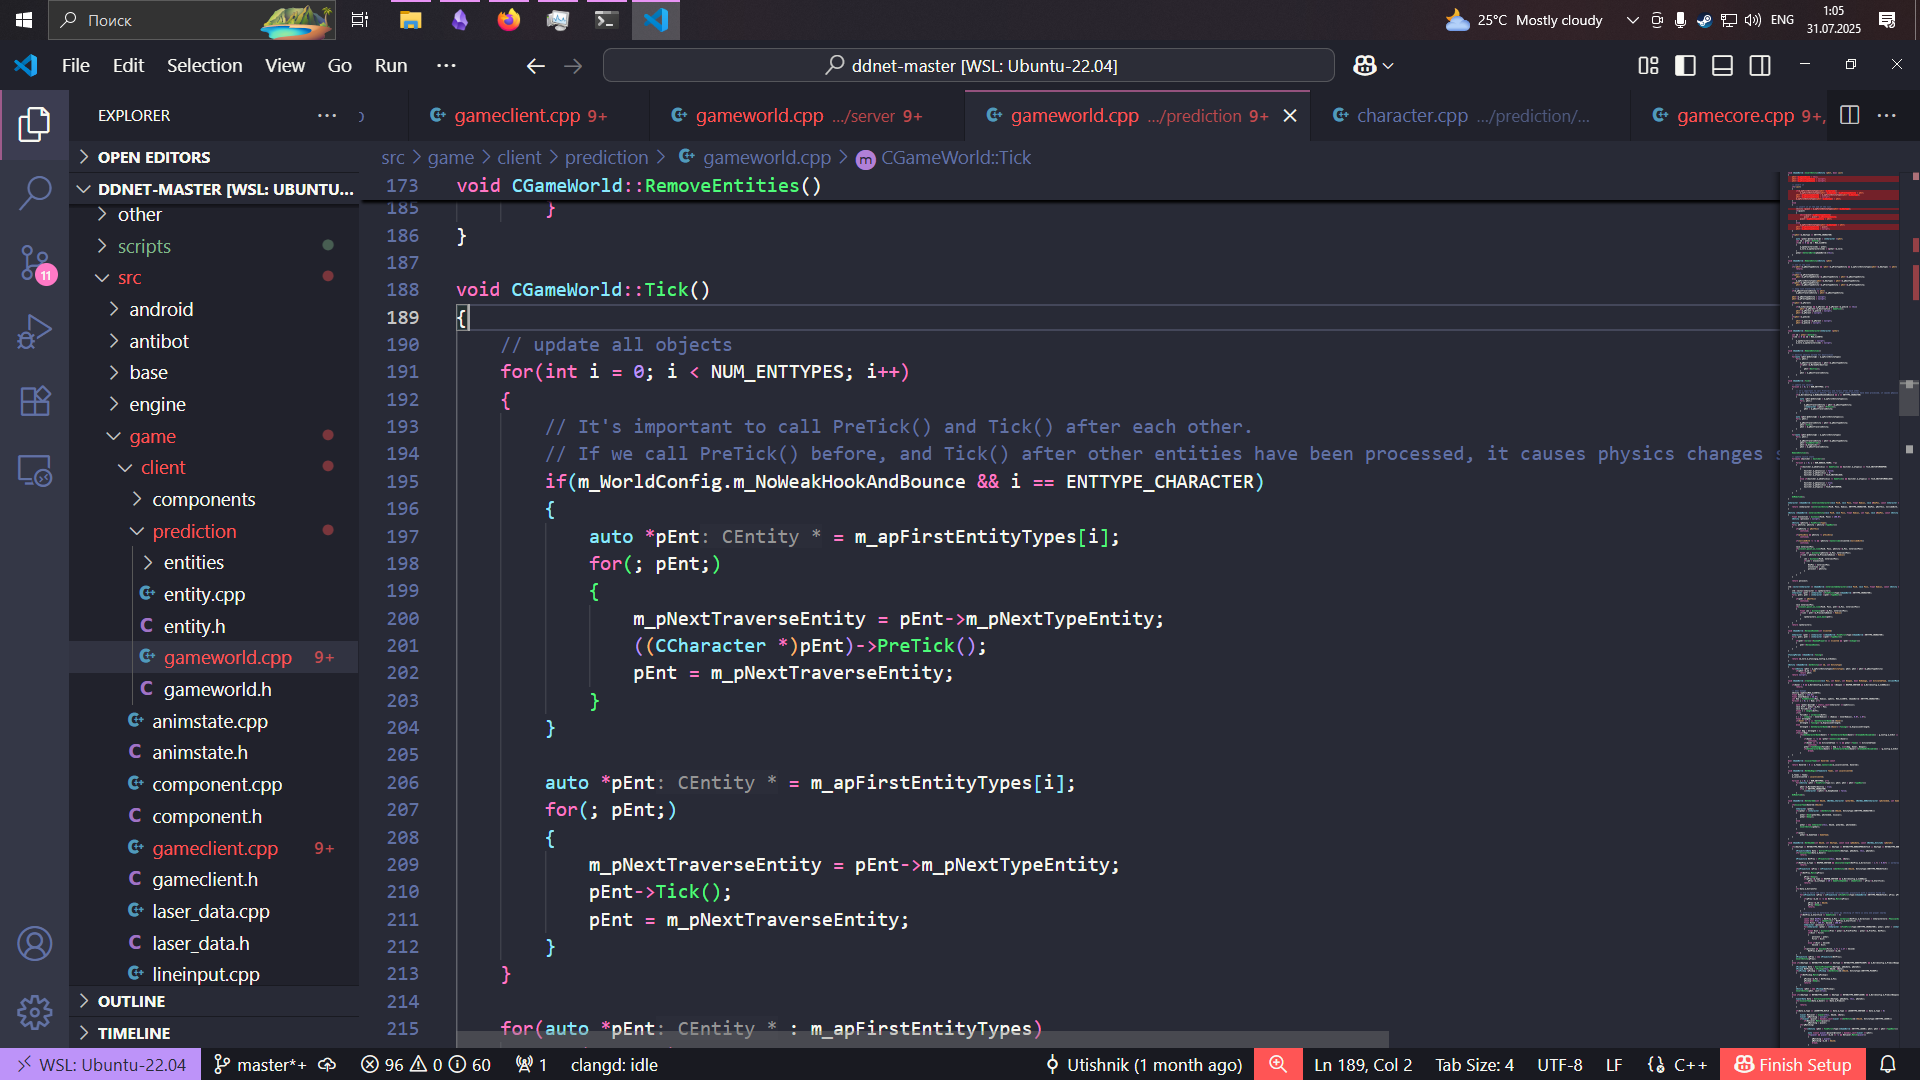 Поиск
25°C Mostly cloudy
ENG
1:05
31.07.2025
File Edit Selection View Go Run ···
ddnet-master [WSL: Ubuntu-22.04]
EXPLORER ···
gameclient.cpp 9+
gameworld.cpp .../server 9+
gameworld.cpp .../prediction 9+
character.cpp .../prediction/...
gamecore.cpp 9+,
···
OPEN EDITORS
DDNET-MASTER [WSL: UBUNTU...
other
scripts
src
android
antibot
base
engine
game
client
components
prediction
entities
entity.cpp
entity.h
gameworld.cpp 9+
gameworld.h
animstate.cpp
animstate.h
component.cpp
component.h
gameclient.cpp 9+
gameclient.h
laser_data.cpp
laser_data.h
lineinput.cpp
OUTLINE
TIMELINE
11
src > game > client > prediction > gameworld.cpp > CGameWorld::Tick
173 void CGameWorld::RemoveEntities()
185 }
186 }
187
188 void CGameWorld::Tick()
189 {
190 // update all objects
191 for(int i = 0; i < NUM_ENTTYPES; i++)
192 {
193 // It's important to call PreTick() and Tick() after each other.
194 // If we call PreTick() before, and Tick() after other entities have been processed, it causes physics changes
195 if(m_WorldConfig.m_NoWeakHookAndBounce && i == ENTTYPE_CHARACTER)
196 {
197 auto *pEnt: CEntity * = m_apFirstEntityTypes[i];
198 for(; pEnt;)
199 {
200 m_pNextTraverseEntity = pEnt->m_pNextTypeEntity;
201 ((CCharacter *)pEnt)->PreTick();
202 pEnt = m_pNextTraverseEntity;
203 }
204 }
205
206 auto *pEnt: CEntity * = m_apFirstEntityTypes[i];
207 for(; pEnt;)
208 {
209 m_pNextTraverseEntity = pEnt->m_pNextTypeEntity;
210 pEnt->Tick();
211 pEnt = m_pNextTraverseEntity;
212 }
213 }
214
215 for(auto *pEnt: CEntity * : m_apFirstEntityTypes)
WSL: Ubuntu-22.04 master*+ 96 0 60 1 clangd: idle Utishnik (1 month ago) Ln 189, Col 2 Tab Size: 4 UTF-8 LF {} C++ Finish Setup